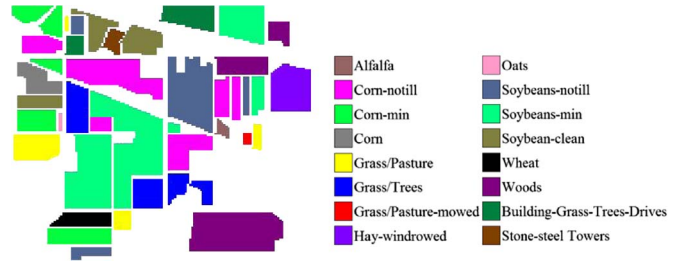 Alfalfa
Corn-notill
Corn-min
Corn
Grass/Pasture
Grass/Trees
Grass/Pasture-mowed
Hay-windrowed
Oats
Soybeans-notill
Soybeans-min
Soybean-clean
Wheat
Woods
Building-Grass-Trees-Drives
Stone-steel Towers